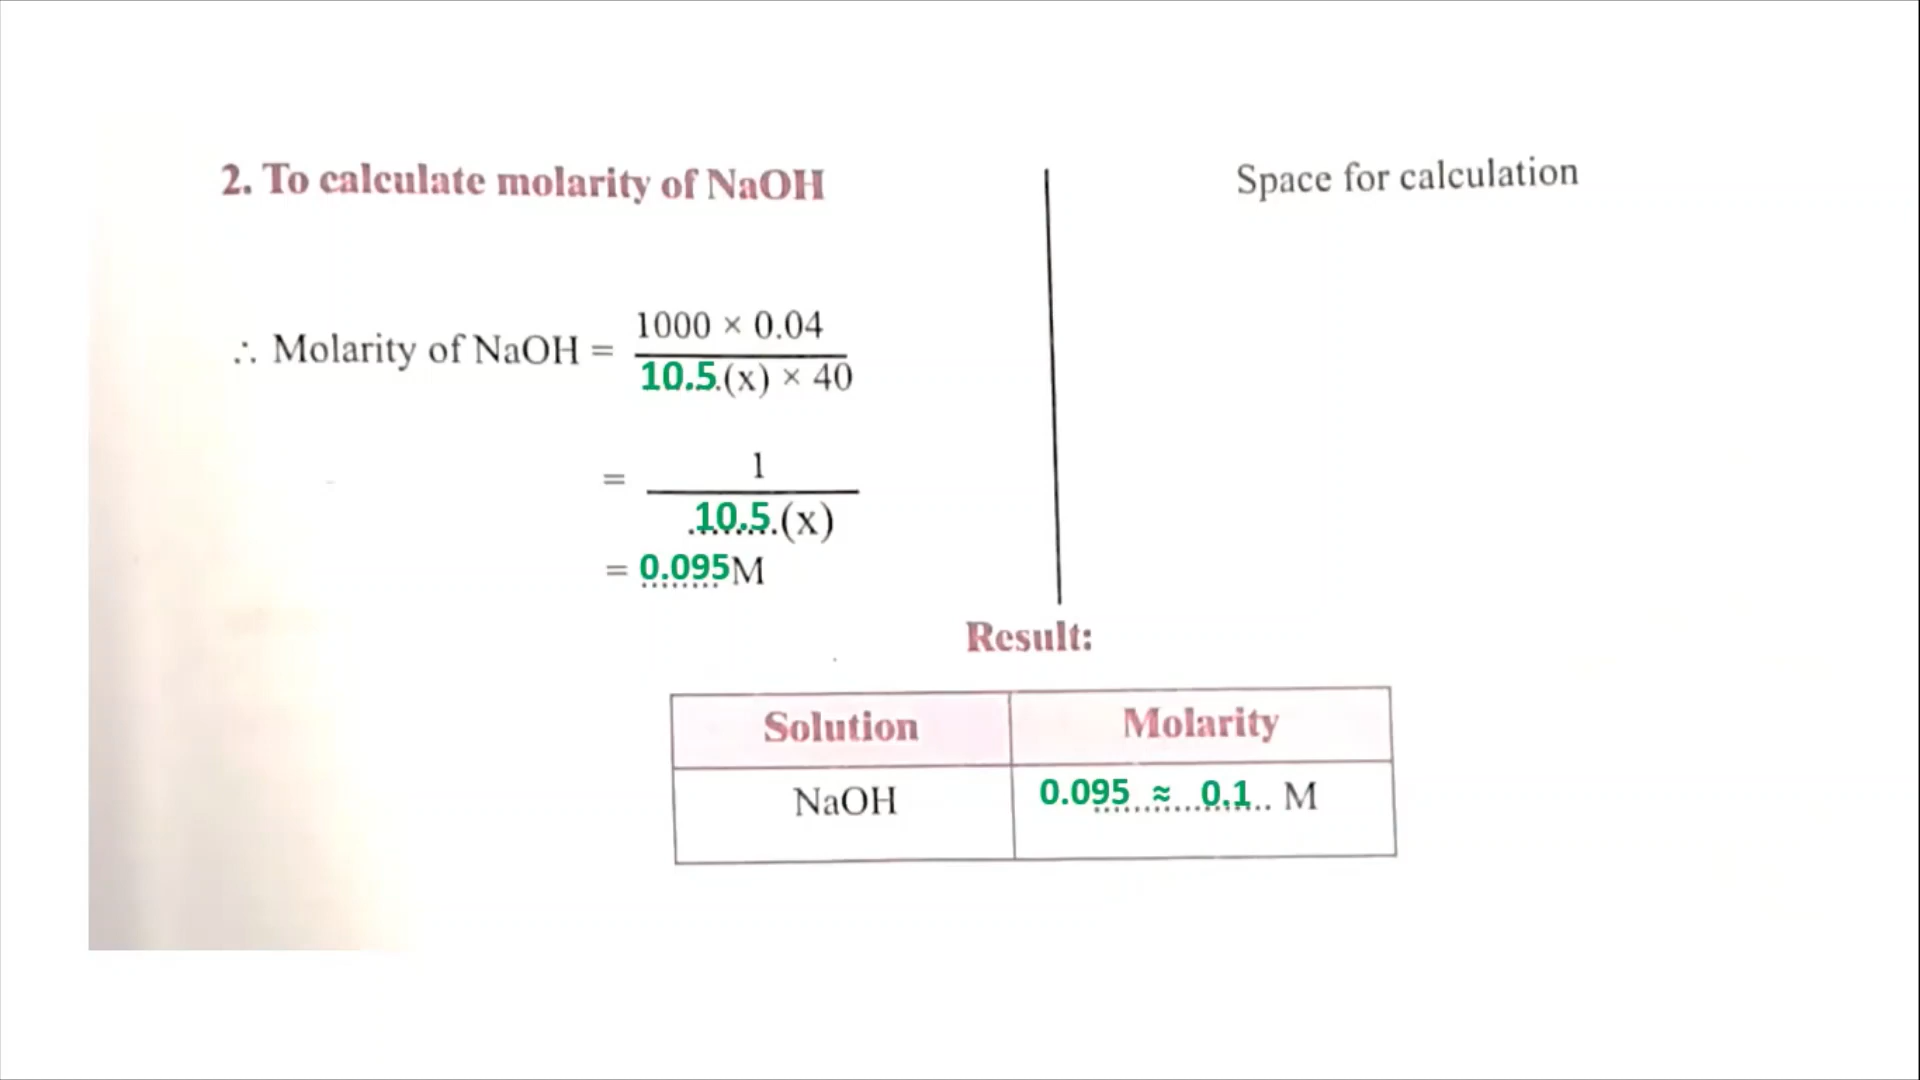 2. To calculate molarity of NaOH
Space for calculation
∴ Molarity of NaOH = 1000 × 0.04
10.5.(x) × 40
= 1
.10.5.(x)
= 0.095M
Result:
Solution Molarity
NaOH 0.095 ≈ 0.1.. M